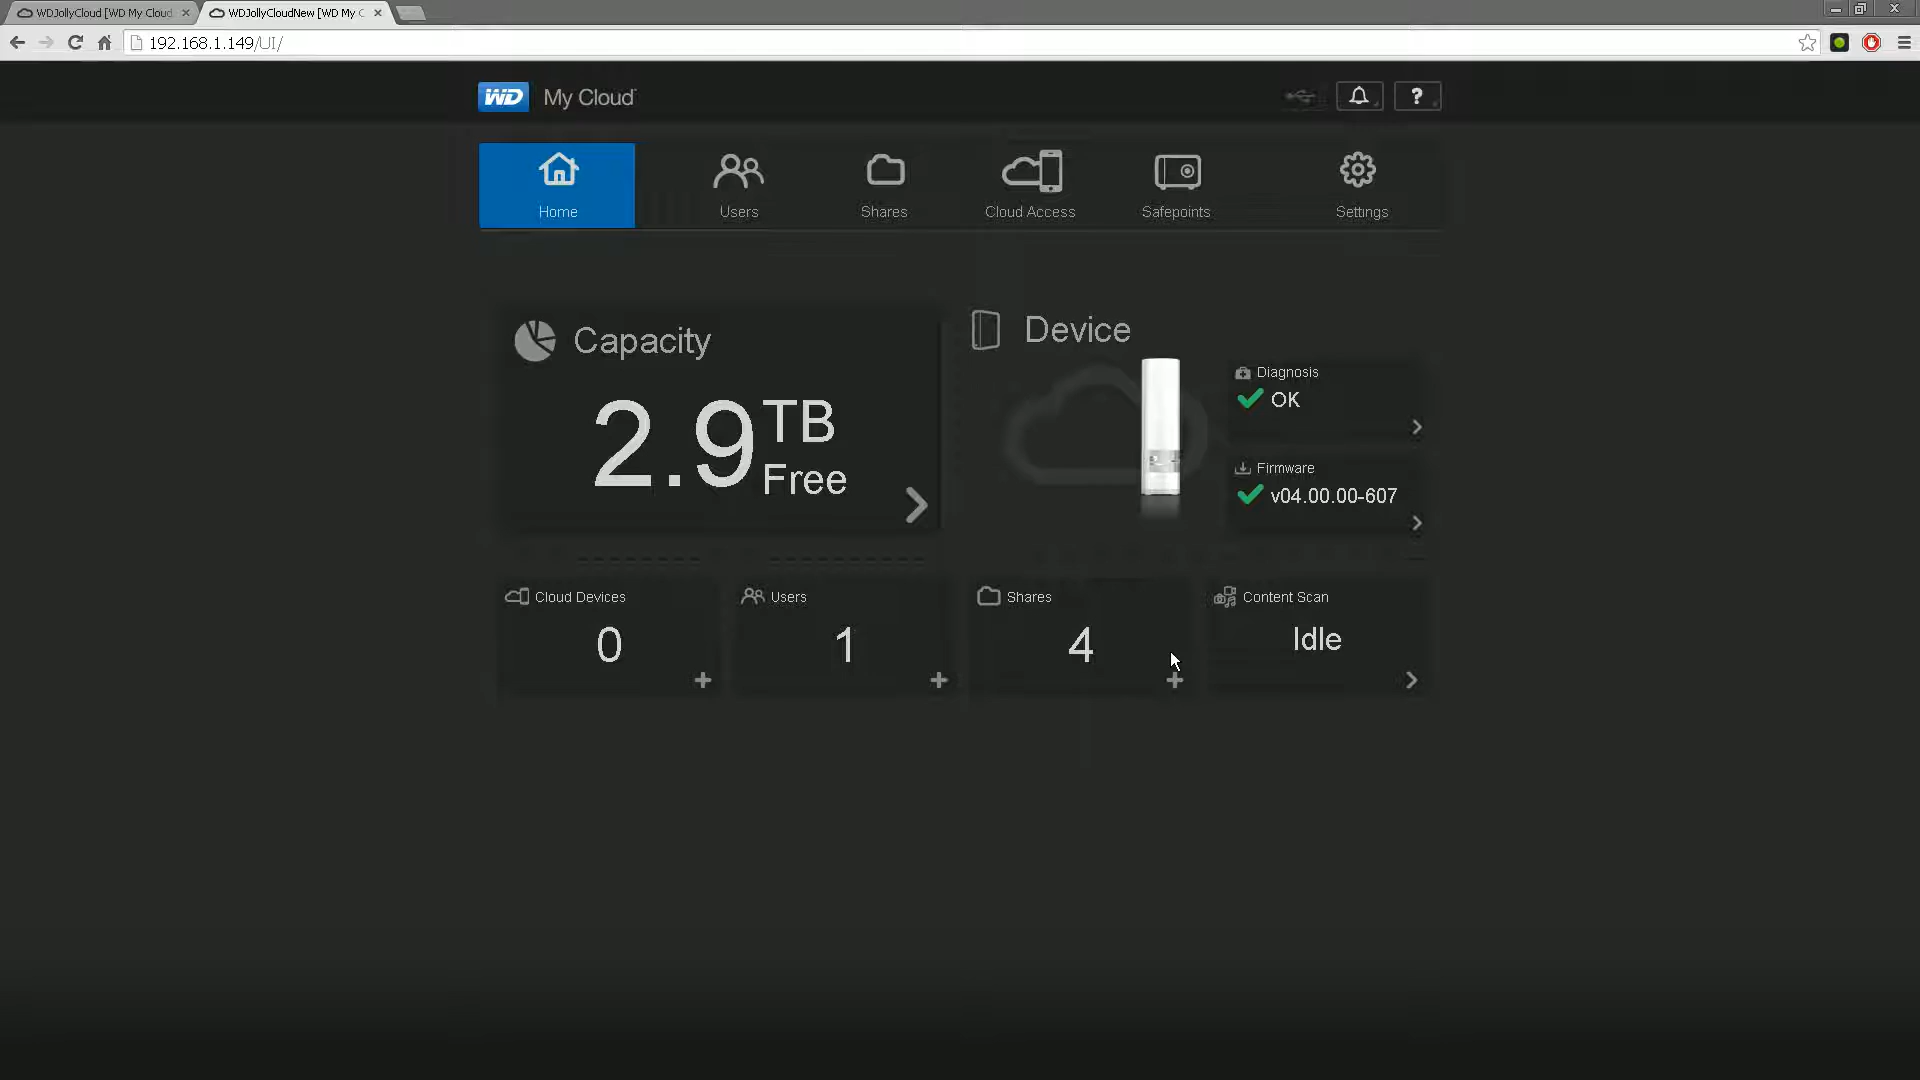 WDJollyCloud [WD My Cloud
WDJollyCloudNew [WD My C
192.168.1.149/UI/
WD My Cloud
?
Home
Users
Shares
Cloud Access
Safepoints
Settings
Capacity
2.9 TB Free
Device
Diagnosis
OK
Firmware
v04.00.00-607
Cloud Devices
0
Users
1
Shares
4
Content Scan
Idle